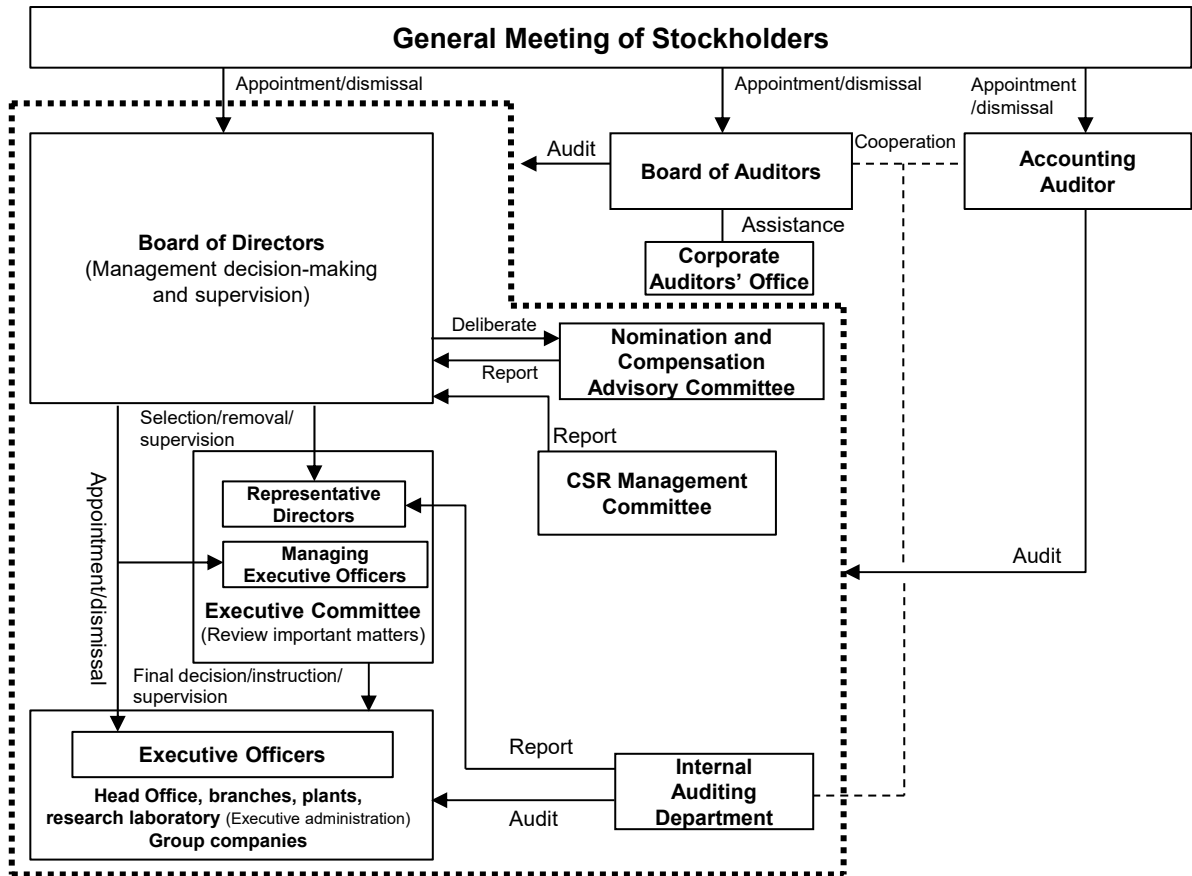 General Meeting of Stockholders
Appointment/dismissal
Appointment/dismissal
Appointment
/dismissal
Audit
Board of Auditors
Cooperation
Accounting
Auditor
Assistance
Corporate
Auditors’ Office
Board of Directors
(Management decision-making
and supervision)
Deliberate
Report
Nomination and
Compensation
Advisory Committee
Selection/removal/
supervision
Report
CSR Management
Committee
Appointment/dismissal
Representative
Directors
Managing
Executive Officers
Executive Committee
(Review important matters)
Audit
Final decision/instruction/
supervision
Executive Officers
Head Office, branches, plants,
research laboratory (Executive administration)
Group companies
Report
Audit
Internal
Auditing
Department